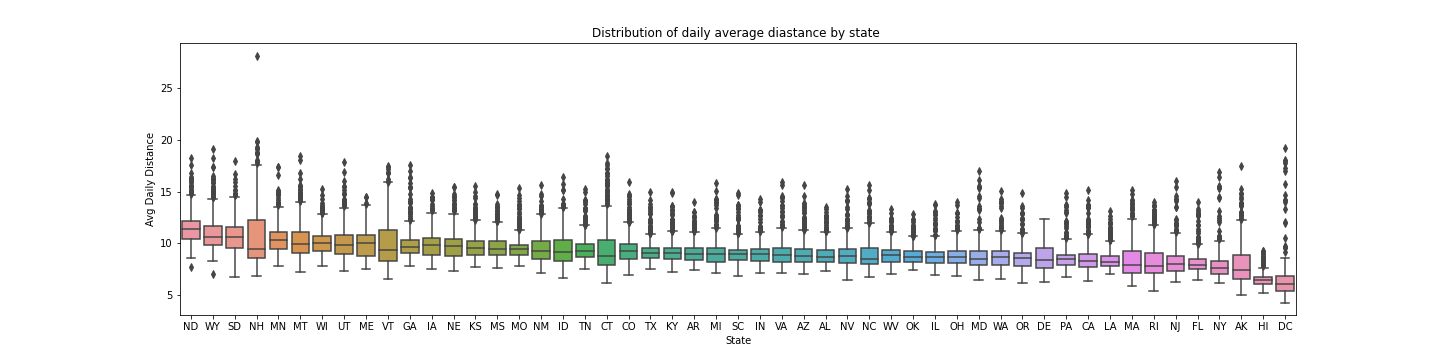 Distribution of daily average diastance by state
Avg Daily Distance
25
20
15
10
5
ND WY SD NH MN MT WI UT ME VT GA IA NE KS MS MO NM ID TN CT CO TX KY AR MI SC IN VA AZ AL NV NC WV OK IL OH MD WA OR DE PA CA LA MA RI NJ FL NY AK HI DC
State